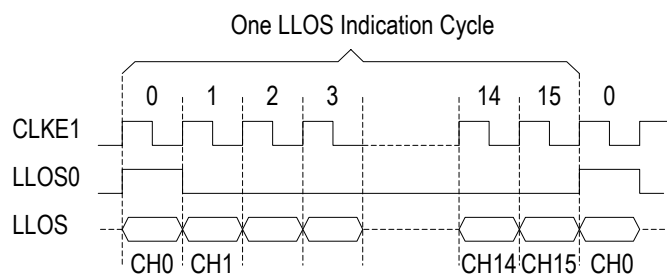 One LLOS Indication Cycle
0 1 2 3 14 15 0
CLKE1
LLOS0
LLOS
CH0 CH1 CH14 CH15 CH0